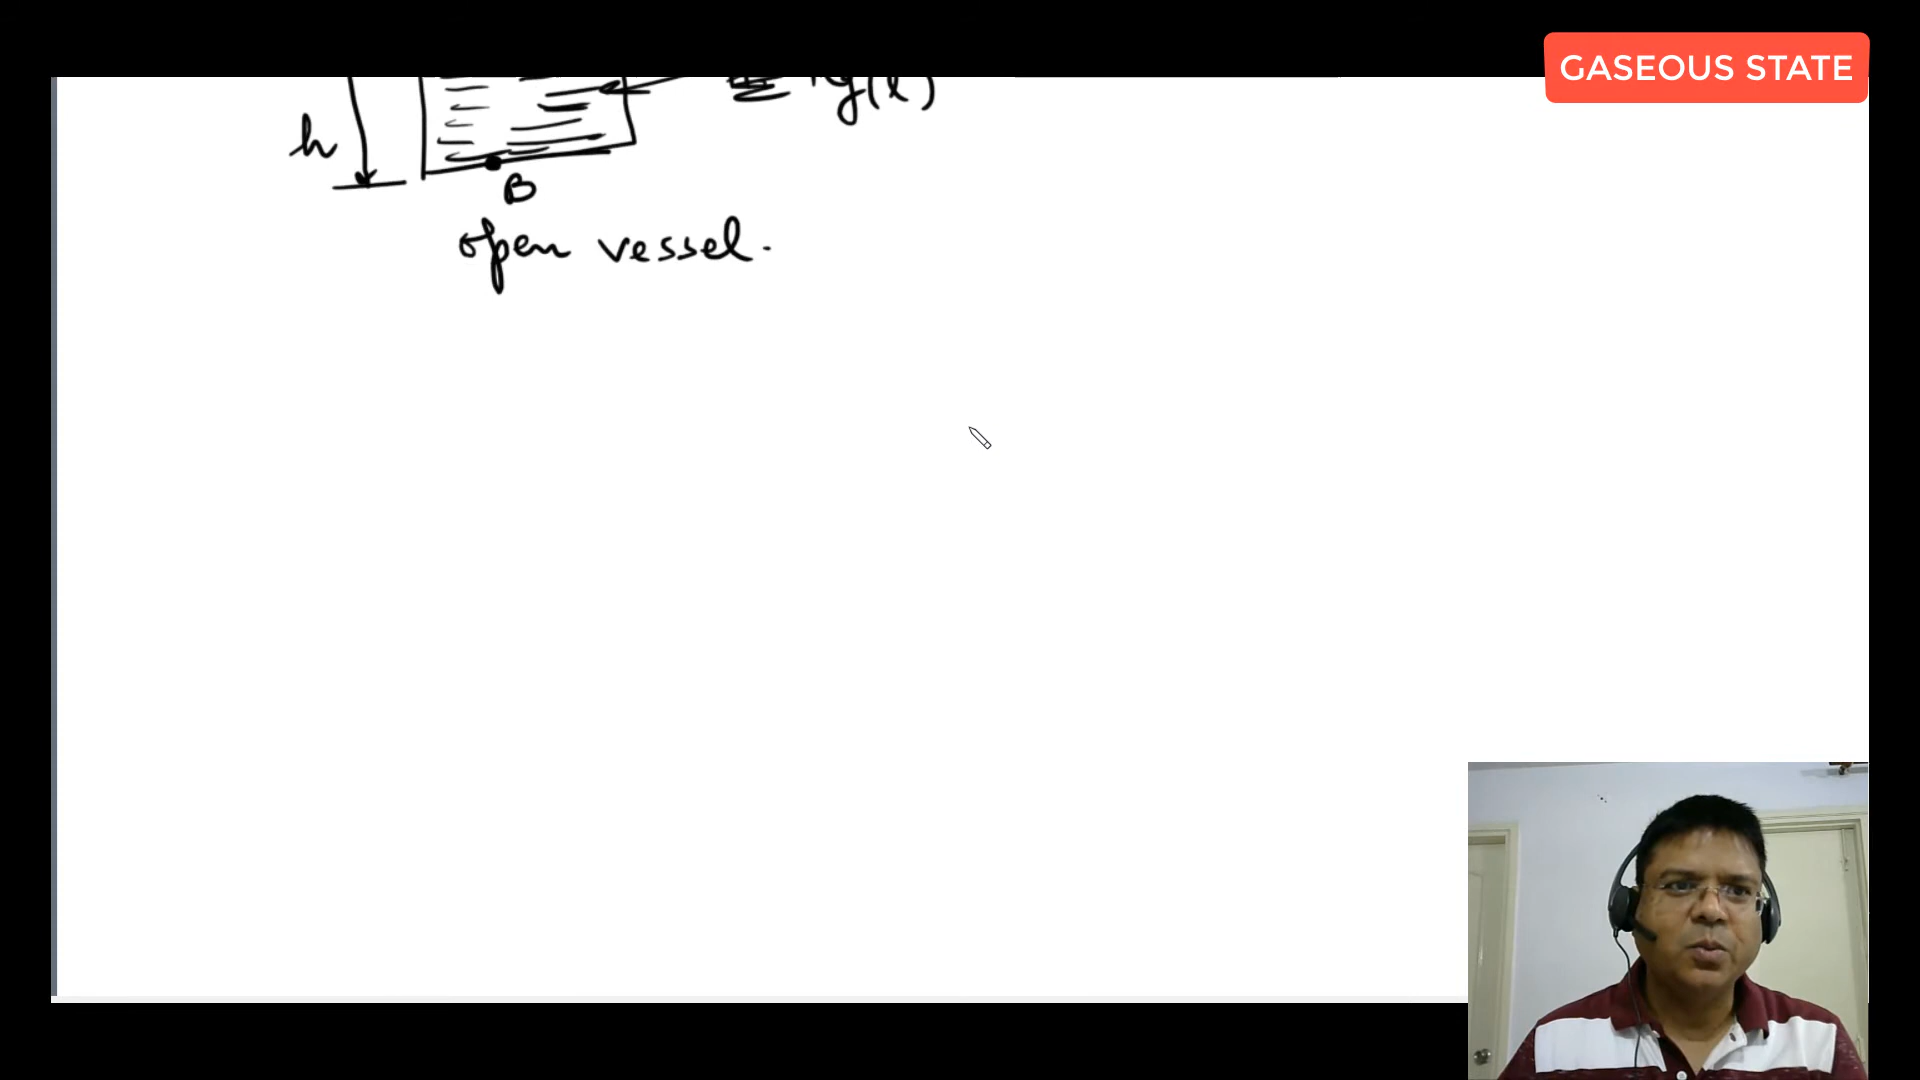 GASEOUS STATE
g(l)
h
B
open vessel.